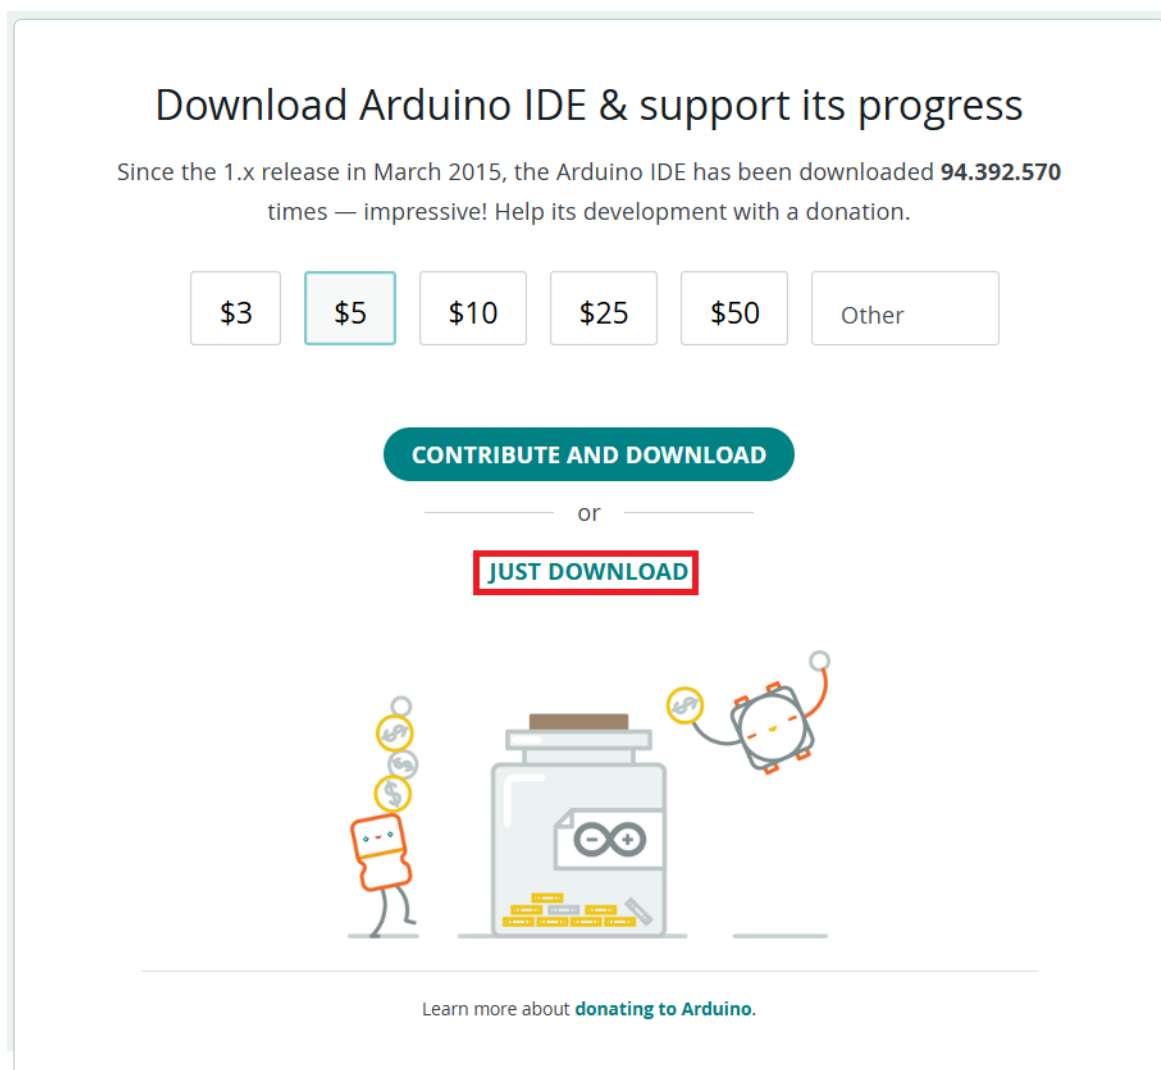 Download Arduino IDE & support its progress
Since the 1.x release in March 2015, the Arduino IDE has been downloaded 94.392.570
times — impressive! Help its development with a donation.
$3 $5 $10 $25 $50 Other
CONTRIBUTE AND DOWNLOAD
or
JUST DOWNLOAD
Learn more about donating to Arduino.